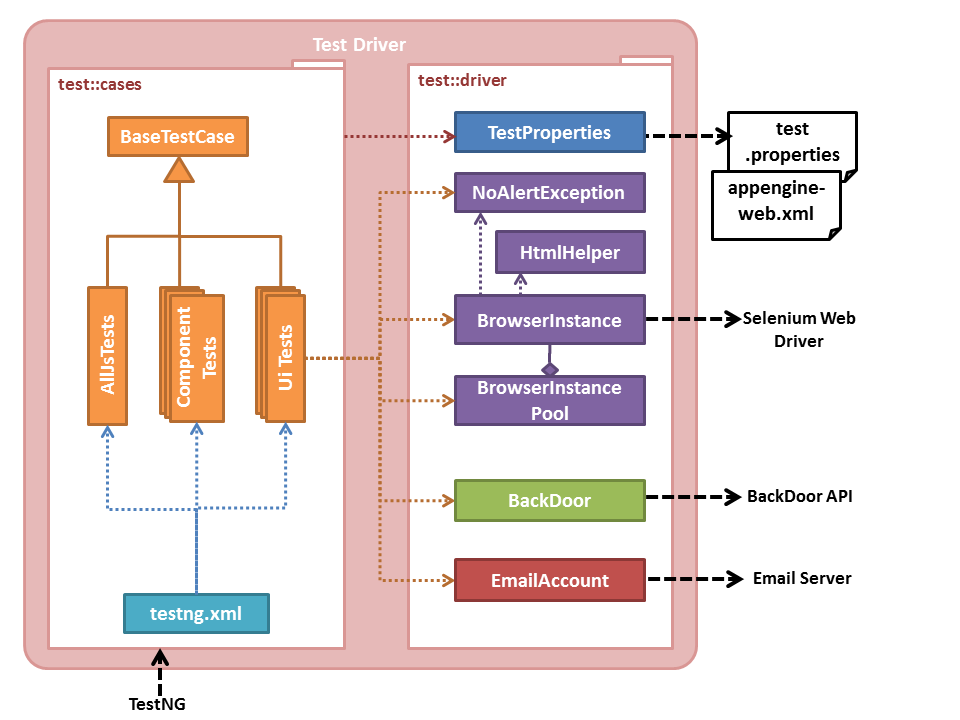 Test Driver
test::cases
BaseTestCase
AllJsTests
Component
Tests
Ui Tests
testng.xml
TestNG
test::driver
TestProperties
NoAlertException
HtmlHelper
BrowserInstance
BrowserInstance
Pool
BackDoor
EmailAccount
test
.properties
appengine-
web.xml
Selenium Web
Driver
BackDoor API
Email Server